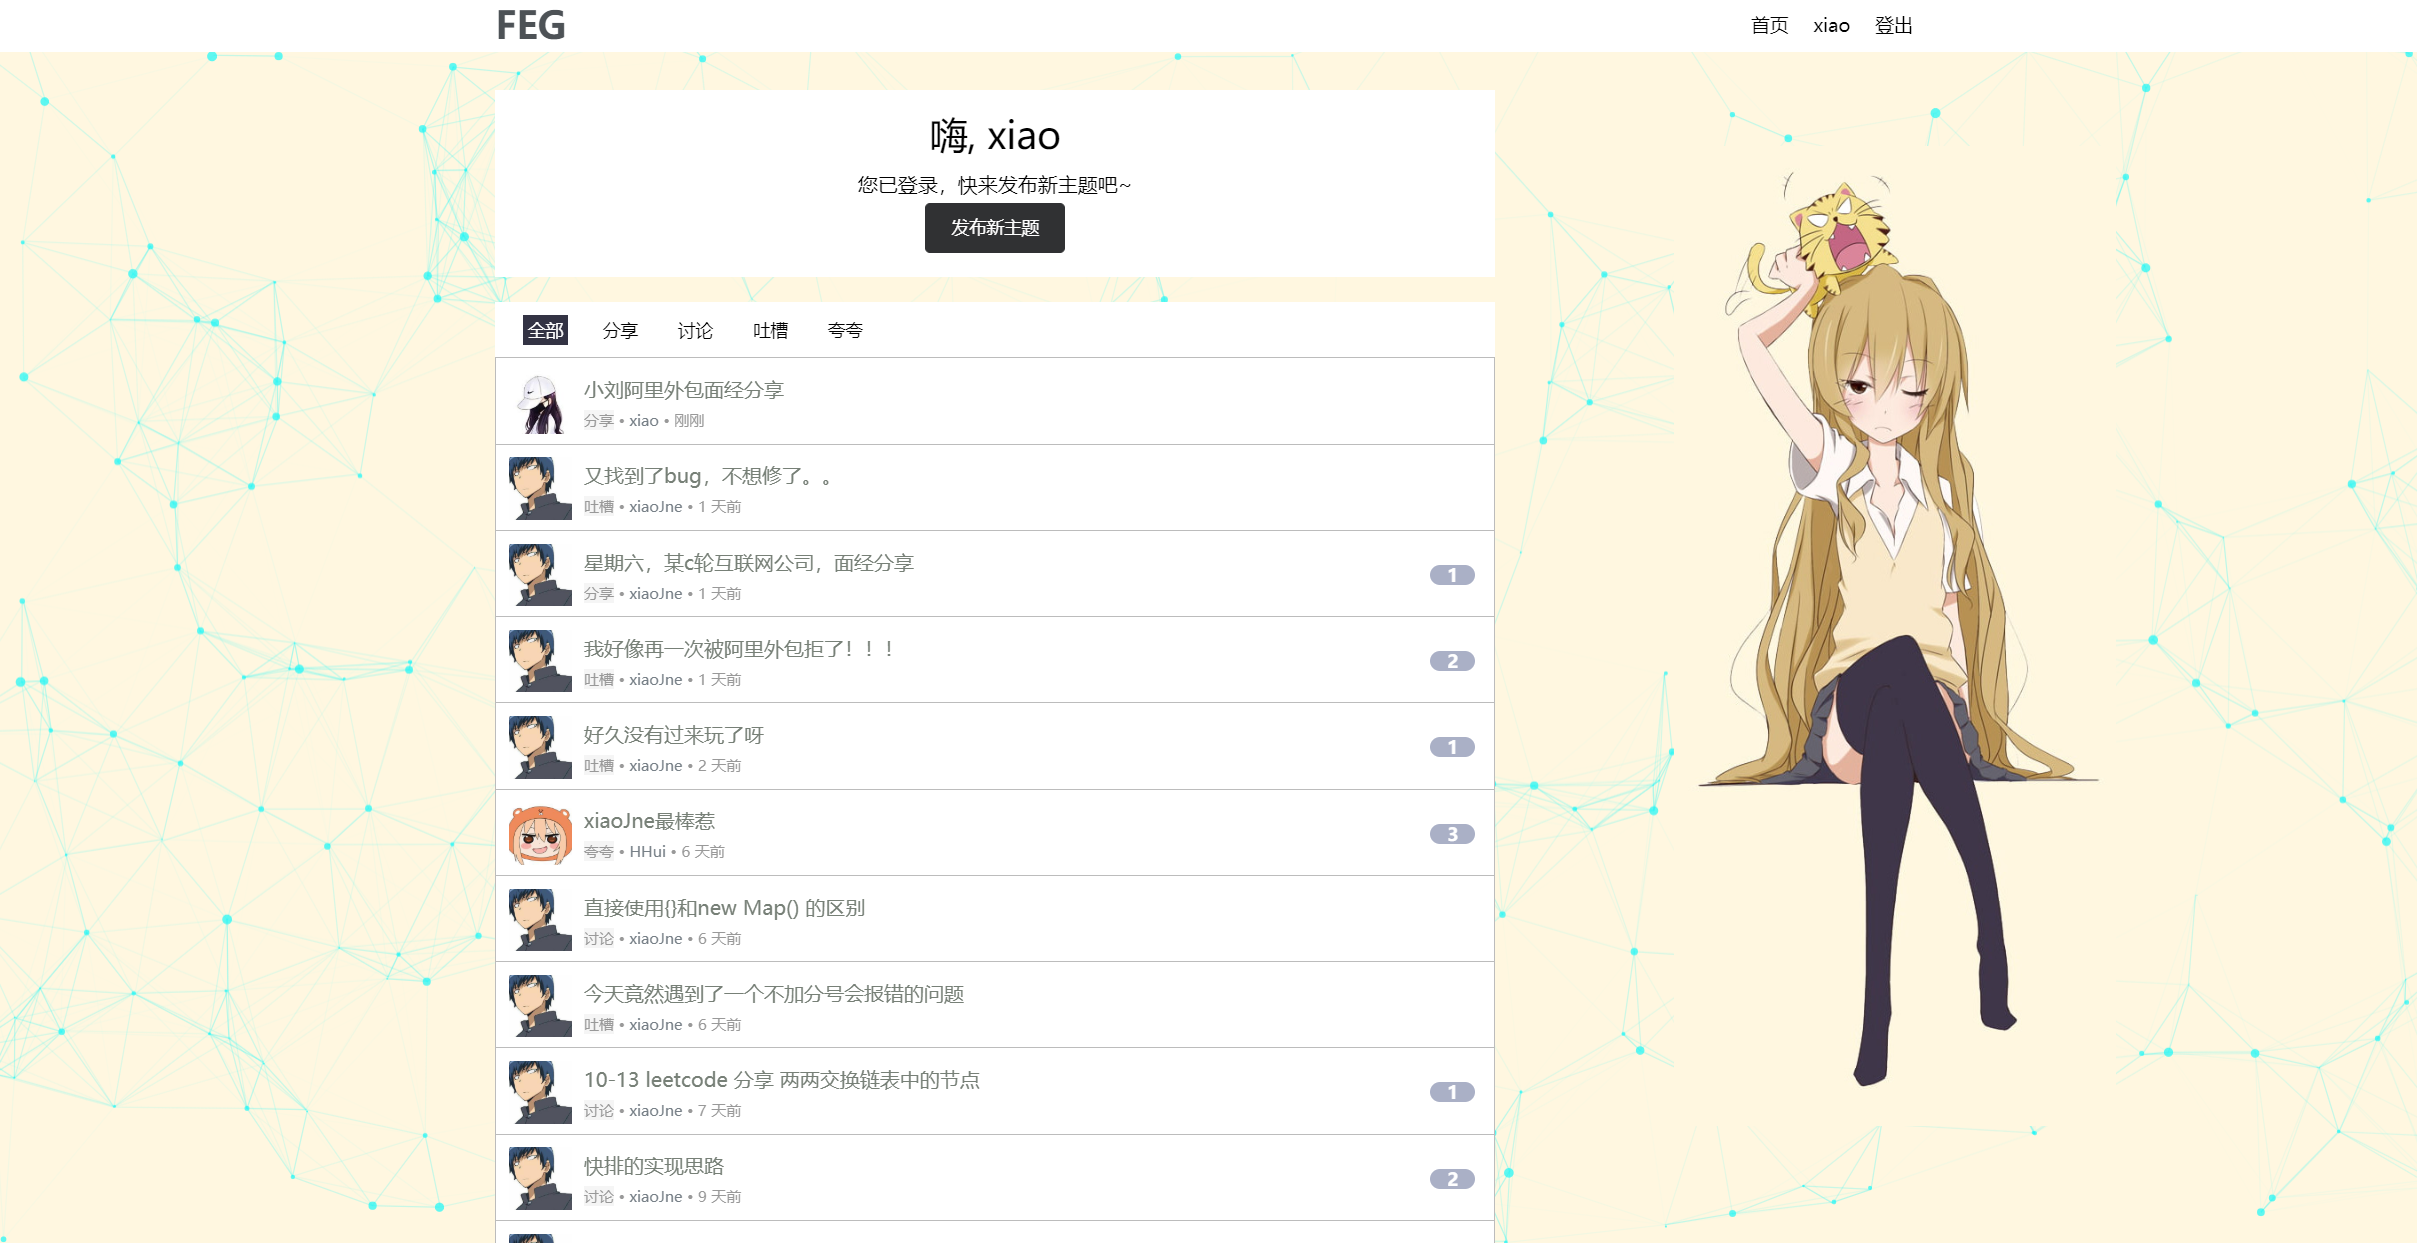 FEG
首页 xiao 登出
嗨, xiao
您已登录，快来发布新主题吧~
发布新主题
全部 分享 讨论 吐槽 夸夸
小刘阿里外包面经分享
分享 • xiao • 刚刚
又找到了bug，不想修了。。
吐槽 • xiaoJne • 1 天前
星期六，某c轮互联网公司，面经分享
分享 • xiaoJne • 1 天前
1
我好像再一次被阿里外包拒了！！！
吐槽 • xiaoJne • 1 天前
2
好久没有过来玩了呀
吐槽 • xiaoJne • 2 天前
1
xiaoJne最棒惹
夸夸 • HHui • 6 天前
3
直接使用{}和new Map() 的区别
讨论 • xiaoJne • 6 天前
今天竟然遇到了一个不加分号会报错的问题
吐槽 • xiaoJne • 6 天前
10-13 leetcode 分享 两两交换链表中的节点
讨论 • xiaoJne • 7 天前
1
快排的实现思路
讨论 • xiaoJne • 9 天前
2